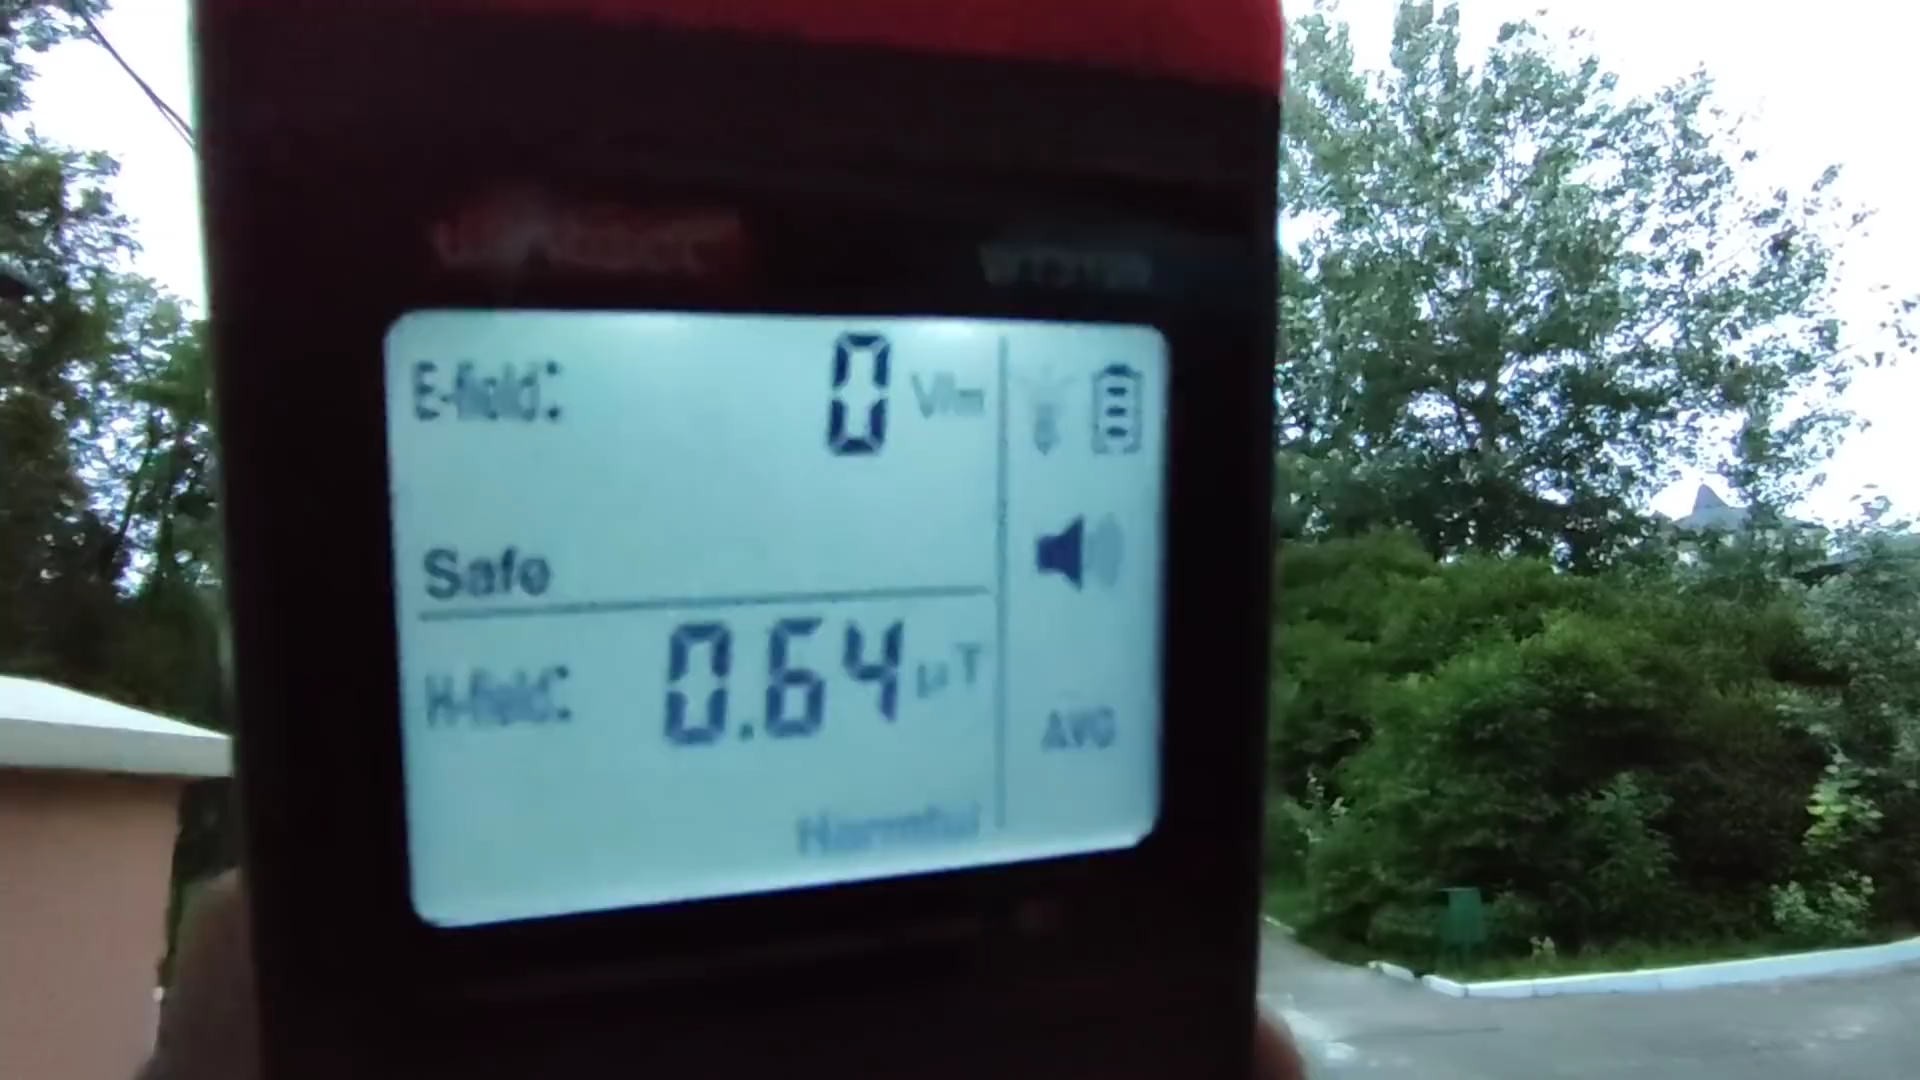 E-field: 0 V/m
Safe
H-field: 0.64 µT
AVG
Harmful